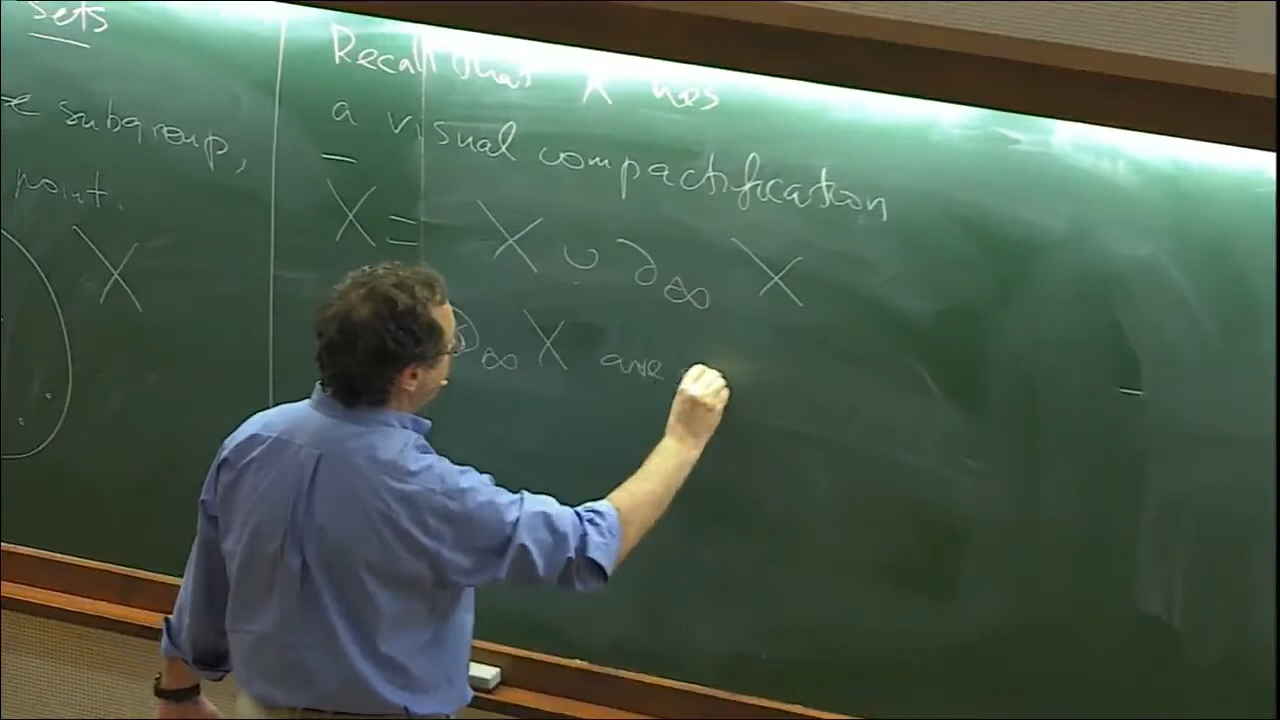 sets
subgroup,
point.
X
Recall that X has
a visual compactification
X̅ = X ∪ ∂∞ X
∂∞ X are